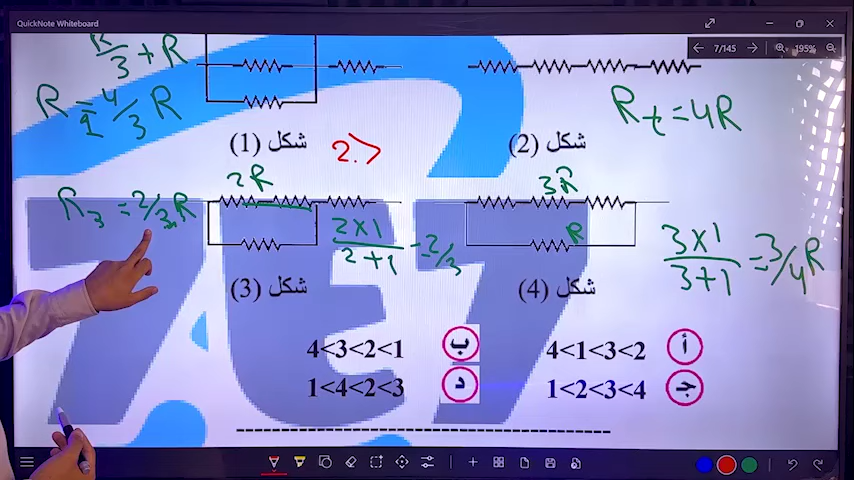 QuickNote Whiteboard
R/3 + R
7/145
195%
R1 = 4/3 R
Rt = 4R
شكل (1)
2.>
شكل (2)
2R
3R
R3 = 2/3 R
R
2×1/2+1 = 2/3
3×1/3+1 = 3/4 R
شكل (3)
شكل (4)
أ 4<1<3<2
ب 4<3<2<1
ج 1<2<3<4
د 1<4<2<3